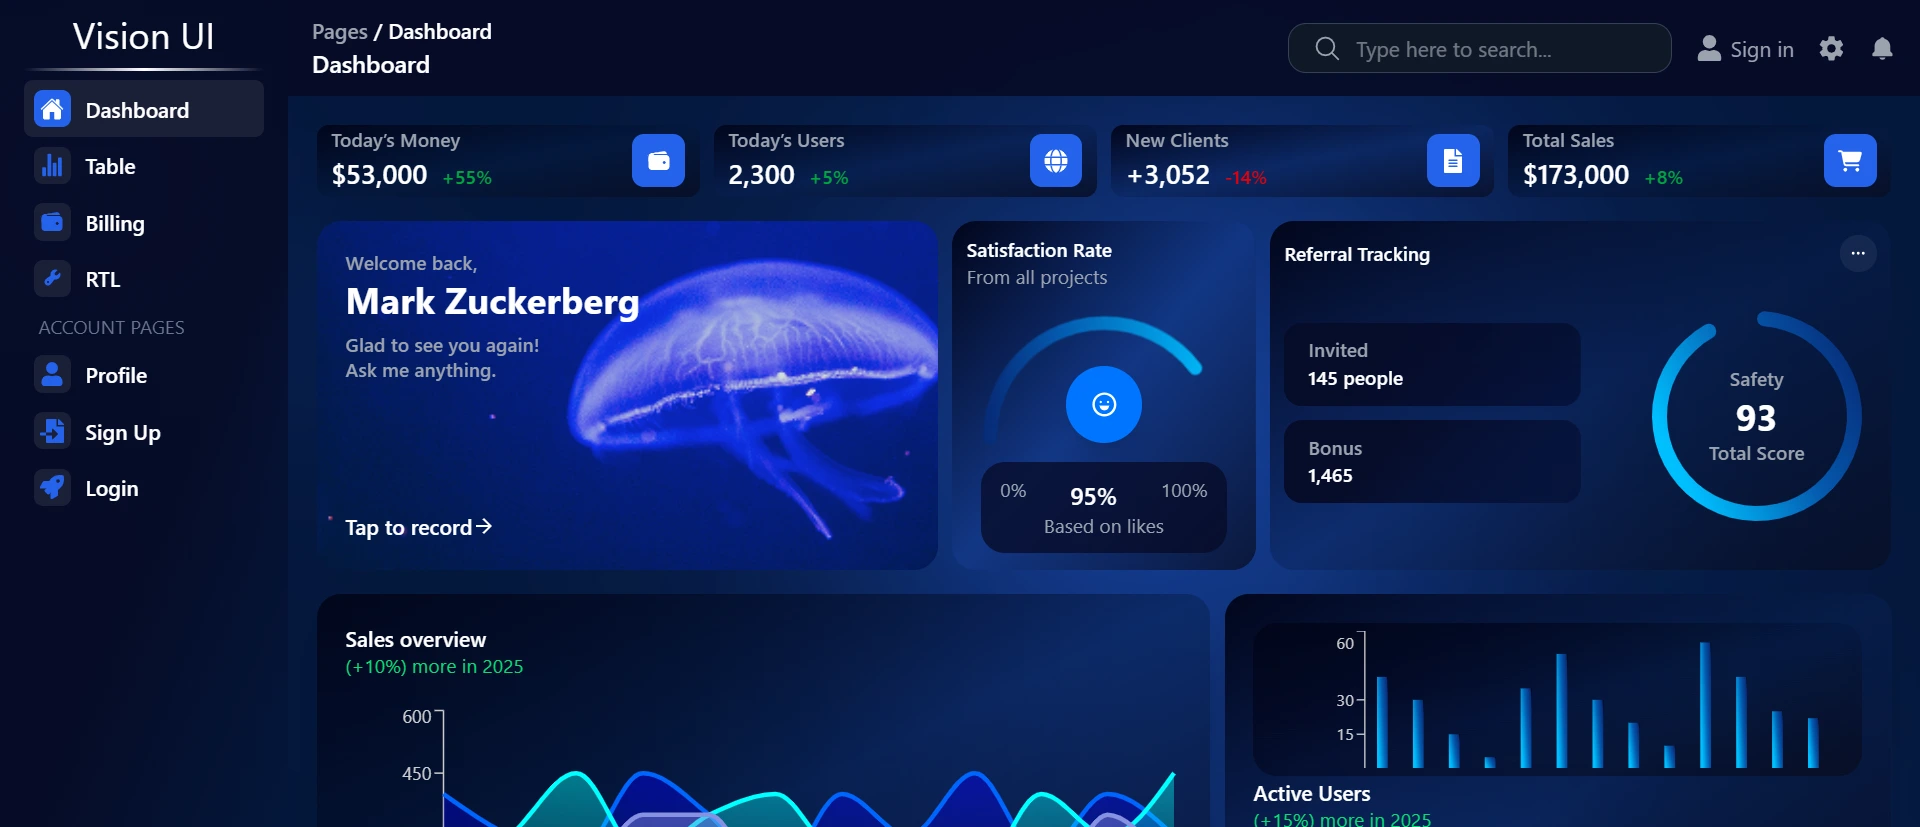 Vision UI
Dashboard
Table
Billing
RTL
ACCOUNT PAGES
Profile
Sign Up
Login
Pages / Dashboard
Dashboard
Type here to search...
Sign in
Today’s Money
$53,000 +55%
Today’s Users
2,300 +5%
New Clients
+3,052 -14%
Total Sales
$173,000 +8%
Welcome back,
Mark Zuckerberg
Glad to see you again!
Ask me anything.
Tap to record
Satisfaction Rate
From all projects
0% 95% 100%
Based on likes
Referral Tracking
Invited
145 people
Bonus
1,465
Safety
93
Total Score
Sales overview
(+10%) more in 2025
600
450
60
30
15
Active Users
(+15%) more in 2025